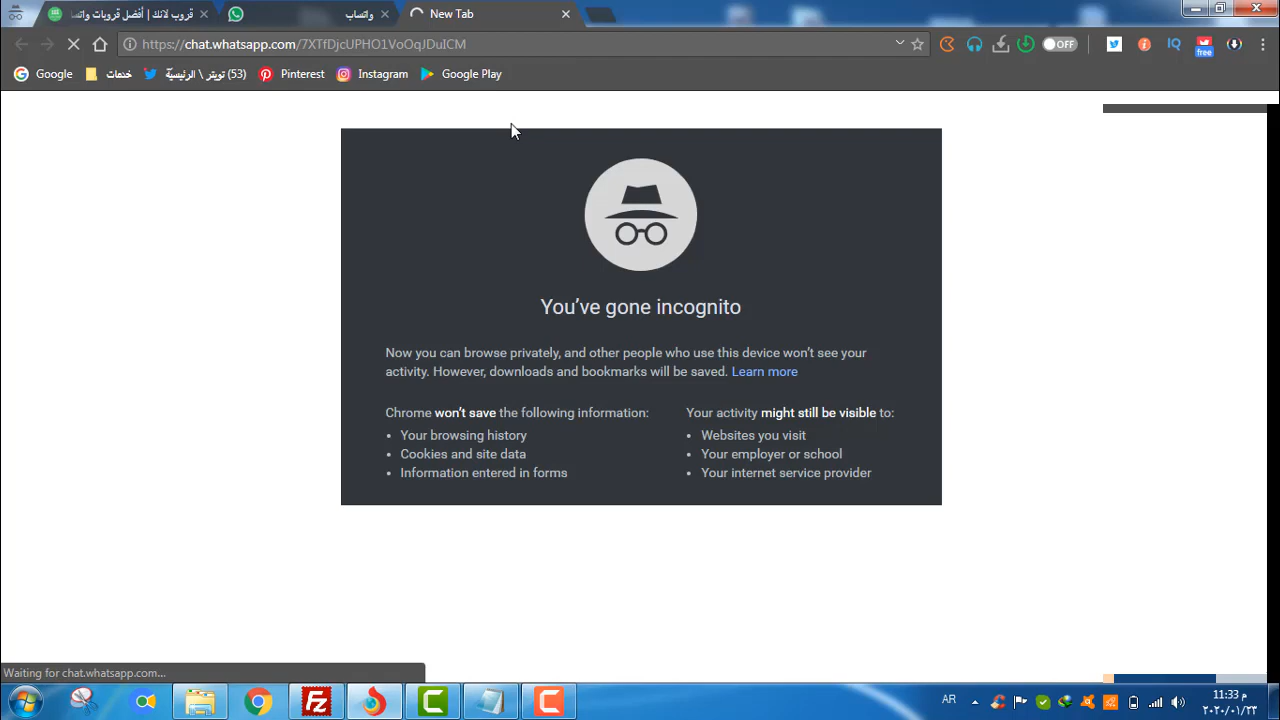 قروب لانك | أفضل قروبات واتسا
واتساب
New Tab
https://chat.whatsapp.com/7XTfDjcUPHO1VoOqJDuICM
OFF
IQ
free
Google
خدمات
(53) تويتر \ الرئيسيّة
Pinterest
Instagram
Google Play
You've gone incognito
Now you can browse privately, and other people who use this device won't see your
activity. However, downloads and bookmarks will be saved. Learn more
Chrome won't save the following information:
• Your browsing history
• Cookies and site data
• Information entered in forms
Your activity might still be visible to:
• Websites you visit
• Your employer or school
• Your internet service provider
Waiting for chat.whatsapp.com...
AR
11:33 م
٢٠٢٠/٠١/٢٣